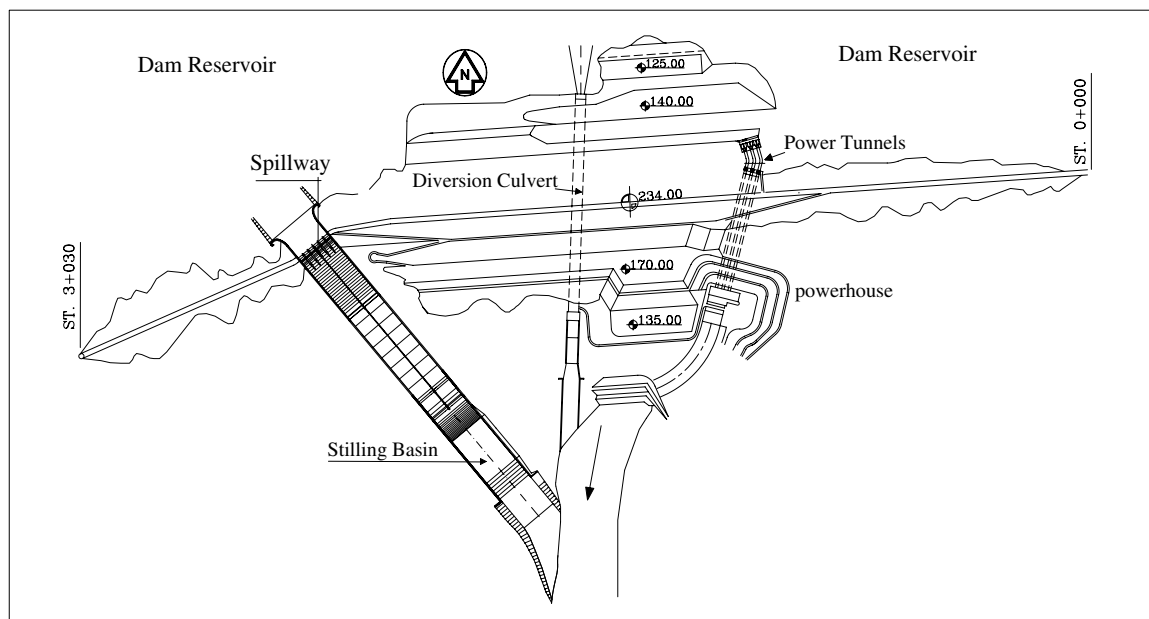 Dam Reservoir
Dam Reservoir
N
125.00
140.00
ST. 0+000
Power Tunnels
Spillway
Diversion Culvert
234.00
ST. 3+030
170.00
powerhouse
135.00
Stilling Basin